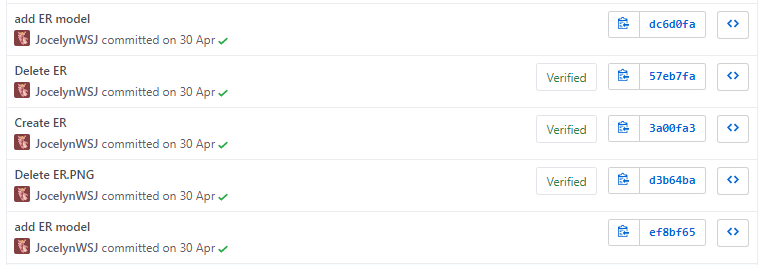 add ER model
JocelynWSJ committed on 30 Apr
dc6d0fa
Delete ER
JocelynWSJ committed on 30 Apr
Verified
57eb7fa
Create ER
JocelynWSJ committed on 30 Apr
Verified
3a00fa3
Delete ER.PNG
JocelynWSJ committed on 30 Apr
Verified
d3b64ba
add ER model
JocelynWSJ committed on 30 Apr
ef8bf65